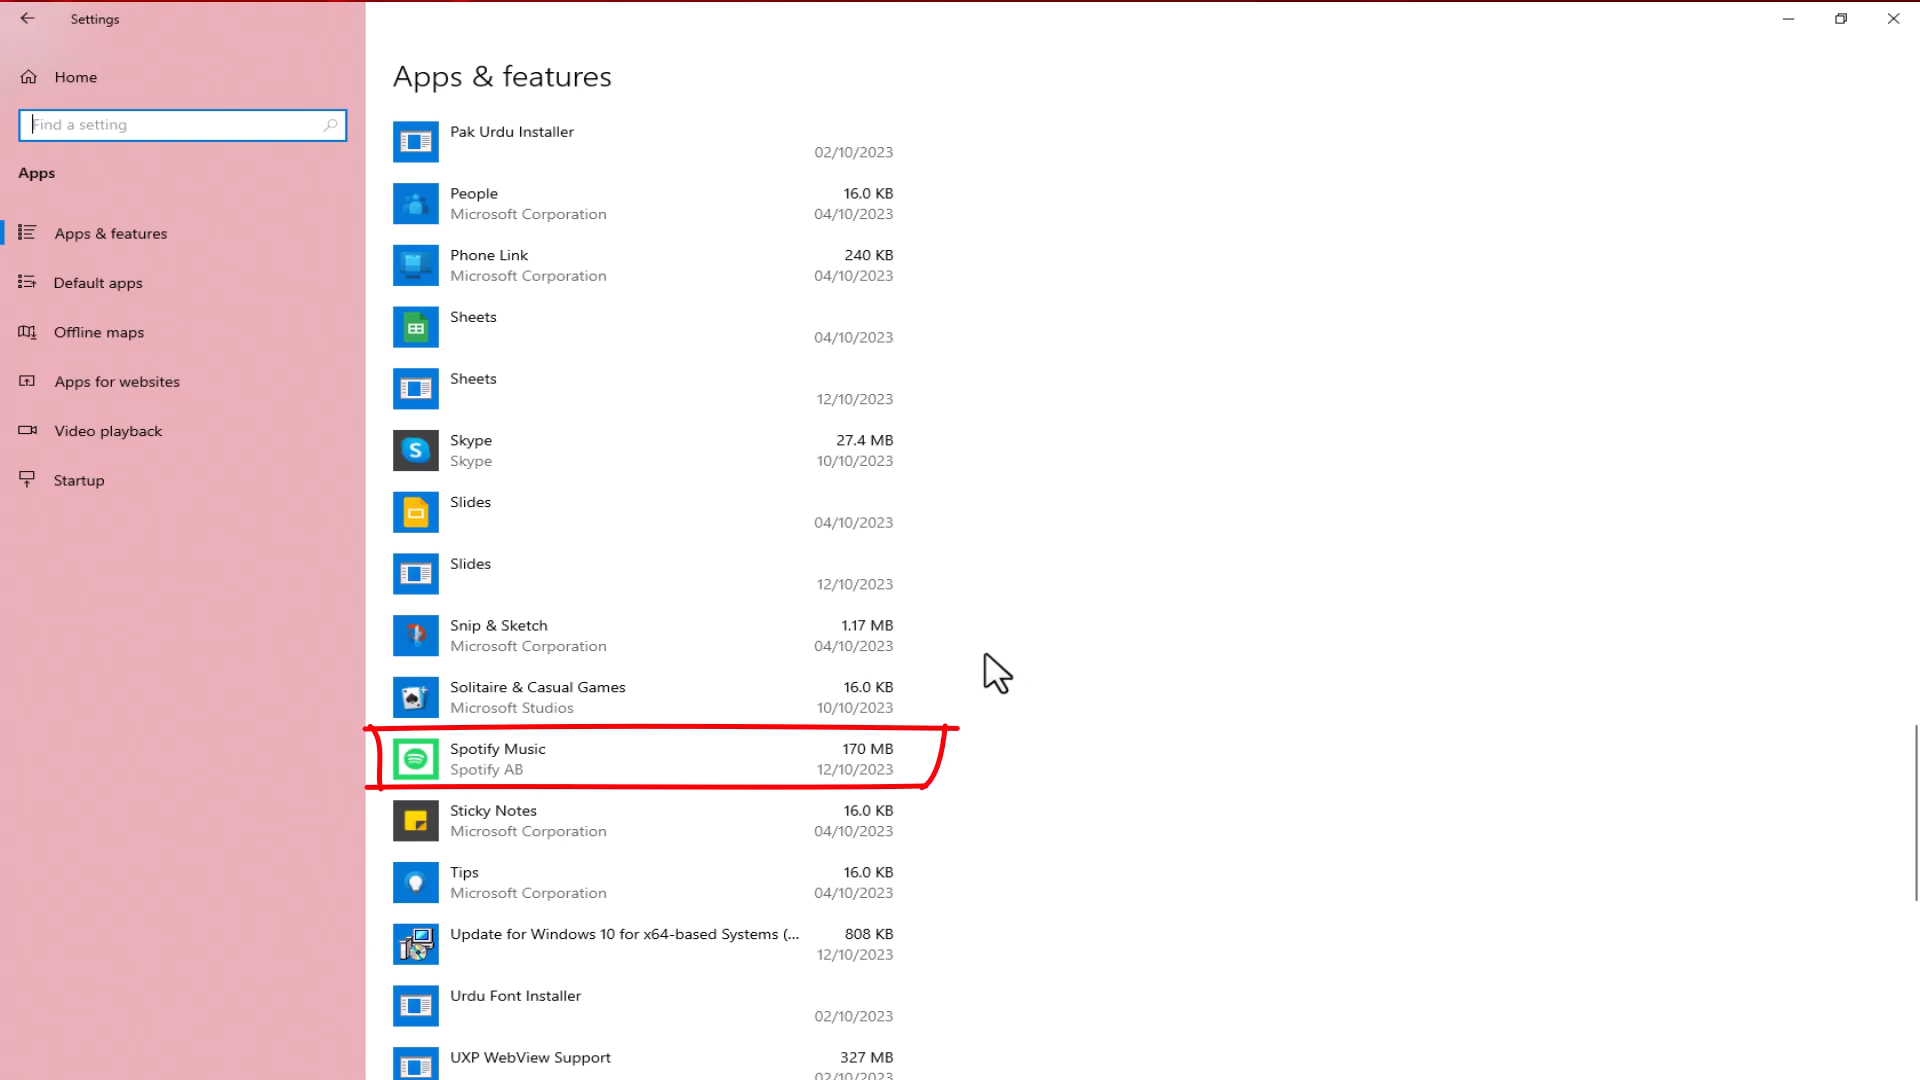 Settings
Home
Find a setting
Apps
Apps & features
Default apps
Offline maps
Apps for websites
Video playback
Startup
Apps & features
Pak Urdu Installer
02/10/2023
People 16.0 KB
Microsoft Corporation 04/10/2023
Phone Link 240 KB
Microsoft Corporation 04/10/2023
Sheets
04/10/2023
Sheets
12/10/2023
Skype 27.4 MB
Skype 10/10/2023
Slides
04/10/2023
Slides
12/10/2023
Snip & Sketch 1.17 MB
Microsoft Corporation 04/10/2023
Solitaire & Casual Games 16.0 KB
Microsoft Studios 10/10/2023
Spotify Music 170 MB
Spotify AB 12/10/2023
Sticky Notes 16.0 KB
Microsoft Corporation 04/10/2023
Tips 16.0 KB
Microsoft Corporation 04/10/2023
Update for Windows 10 for x64-based Systems (... 808 KB
12/10/2023
Urdu Font Installer
02/10/2023
UXP WebView Support 327 MB
02/10/2023